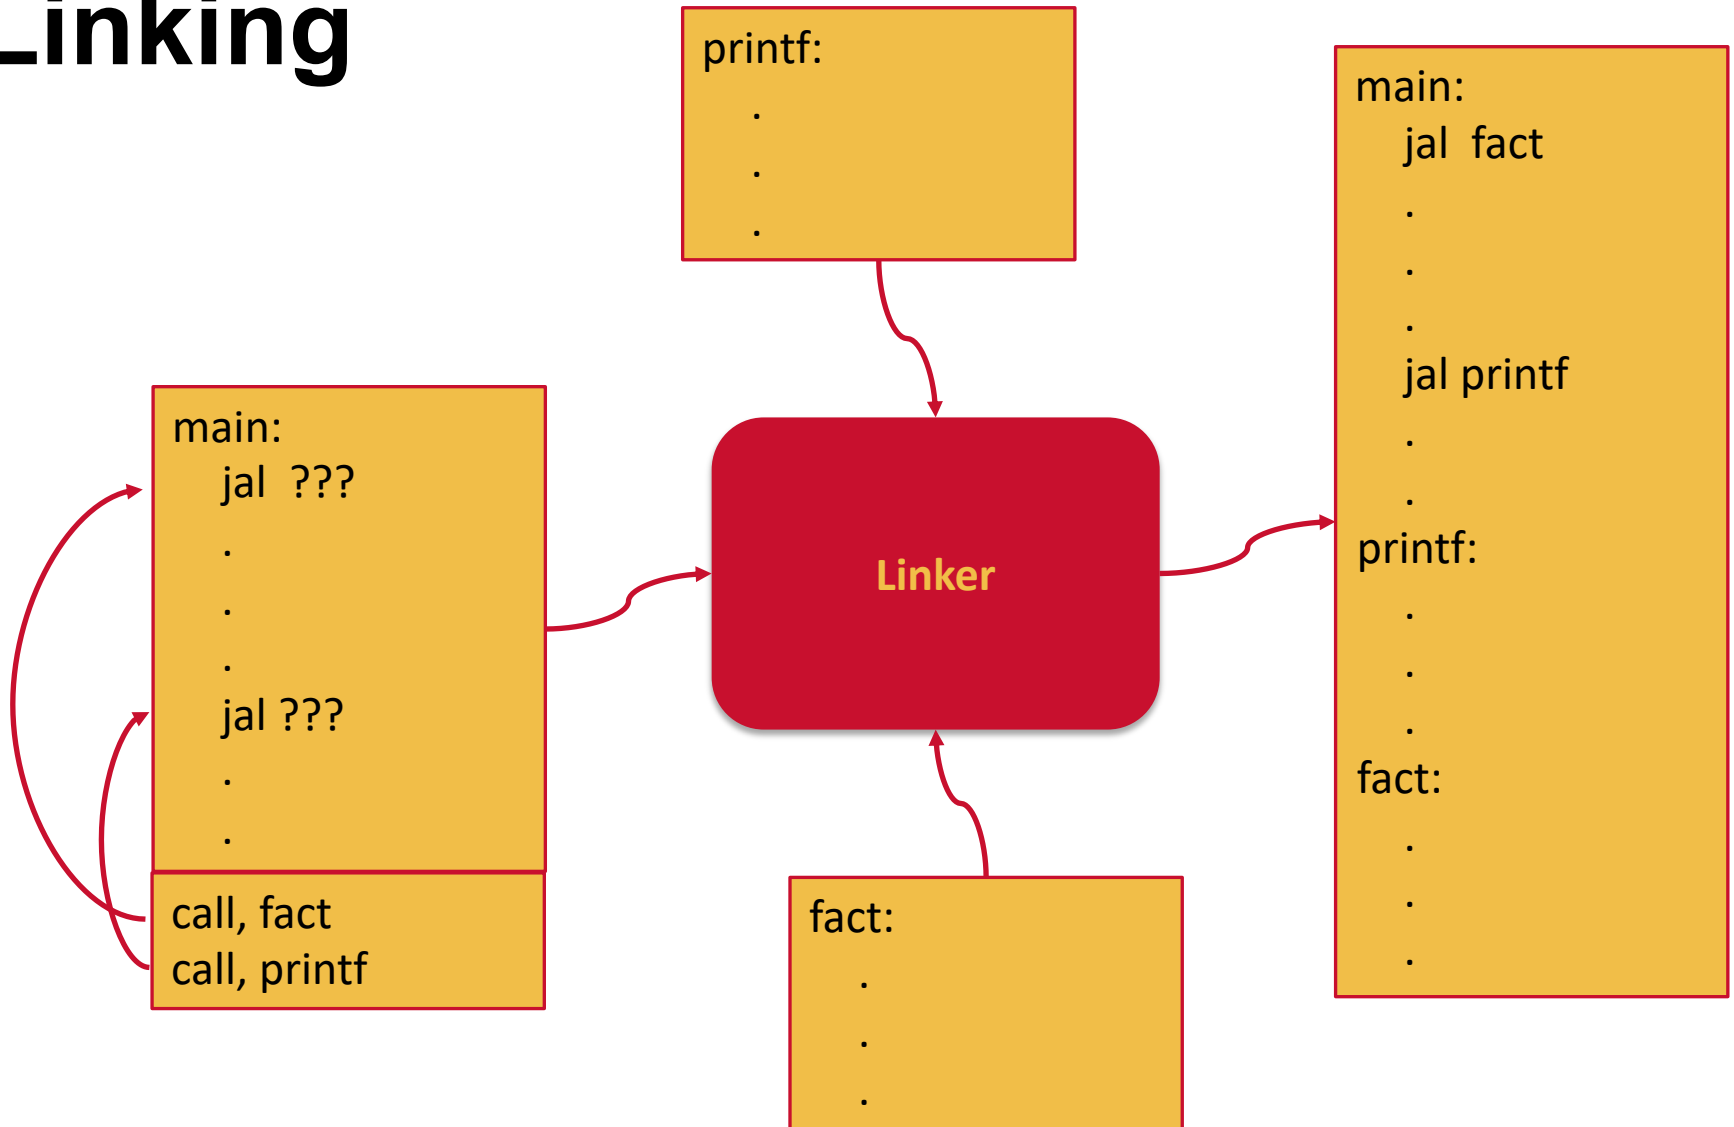 Linking
printf:
.
.
.
main:
jal ???
.
.
.
jal ???
.
.
call, fact
call, printf
Linker
fact:
.
.
.
main:
jal fact
.
.
.
jal printf
.
.
printf:
.
.
.
fact:
.
.
.